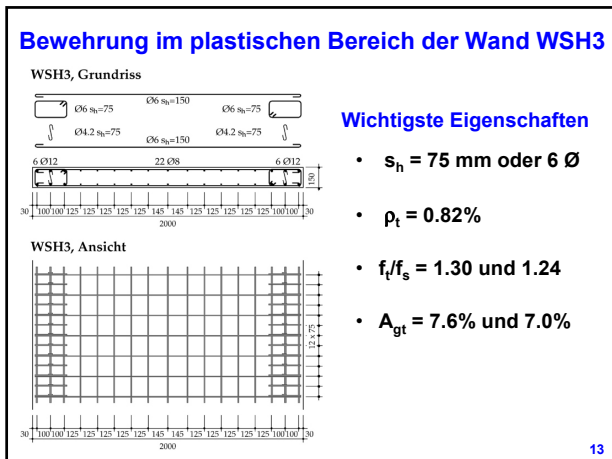 Bewehrung im plastischen Bereich der Wand WSH3
WSH3, Grundriss
Ø6 sh=150
Ø6 sh=75 Ø6 sh=75
Ø4.2 sh=75 Ø4.2 sh=75
Ø6 sh=150
6 Ø12 22 Ø8 6 Ø12
150
30 100 100 125 125 125 125 125 145 145 125 125 125 125 125 100 100 30
2000
WSH3, Ansicht
12 x 75
30 100 100 125 125 125 125 125 145 145 125 125 125 125 125 100 100 30
2000
Wichtigste Eigenschaften
• sh = 75 mm oder 6 Ø
• ρt = 0.82%
• ft/fs = 1.30 und 1.24
• Agt = 7.6% und 7.0%
13